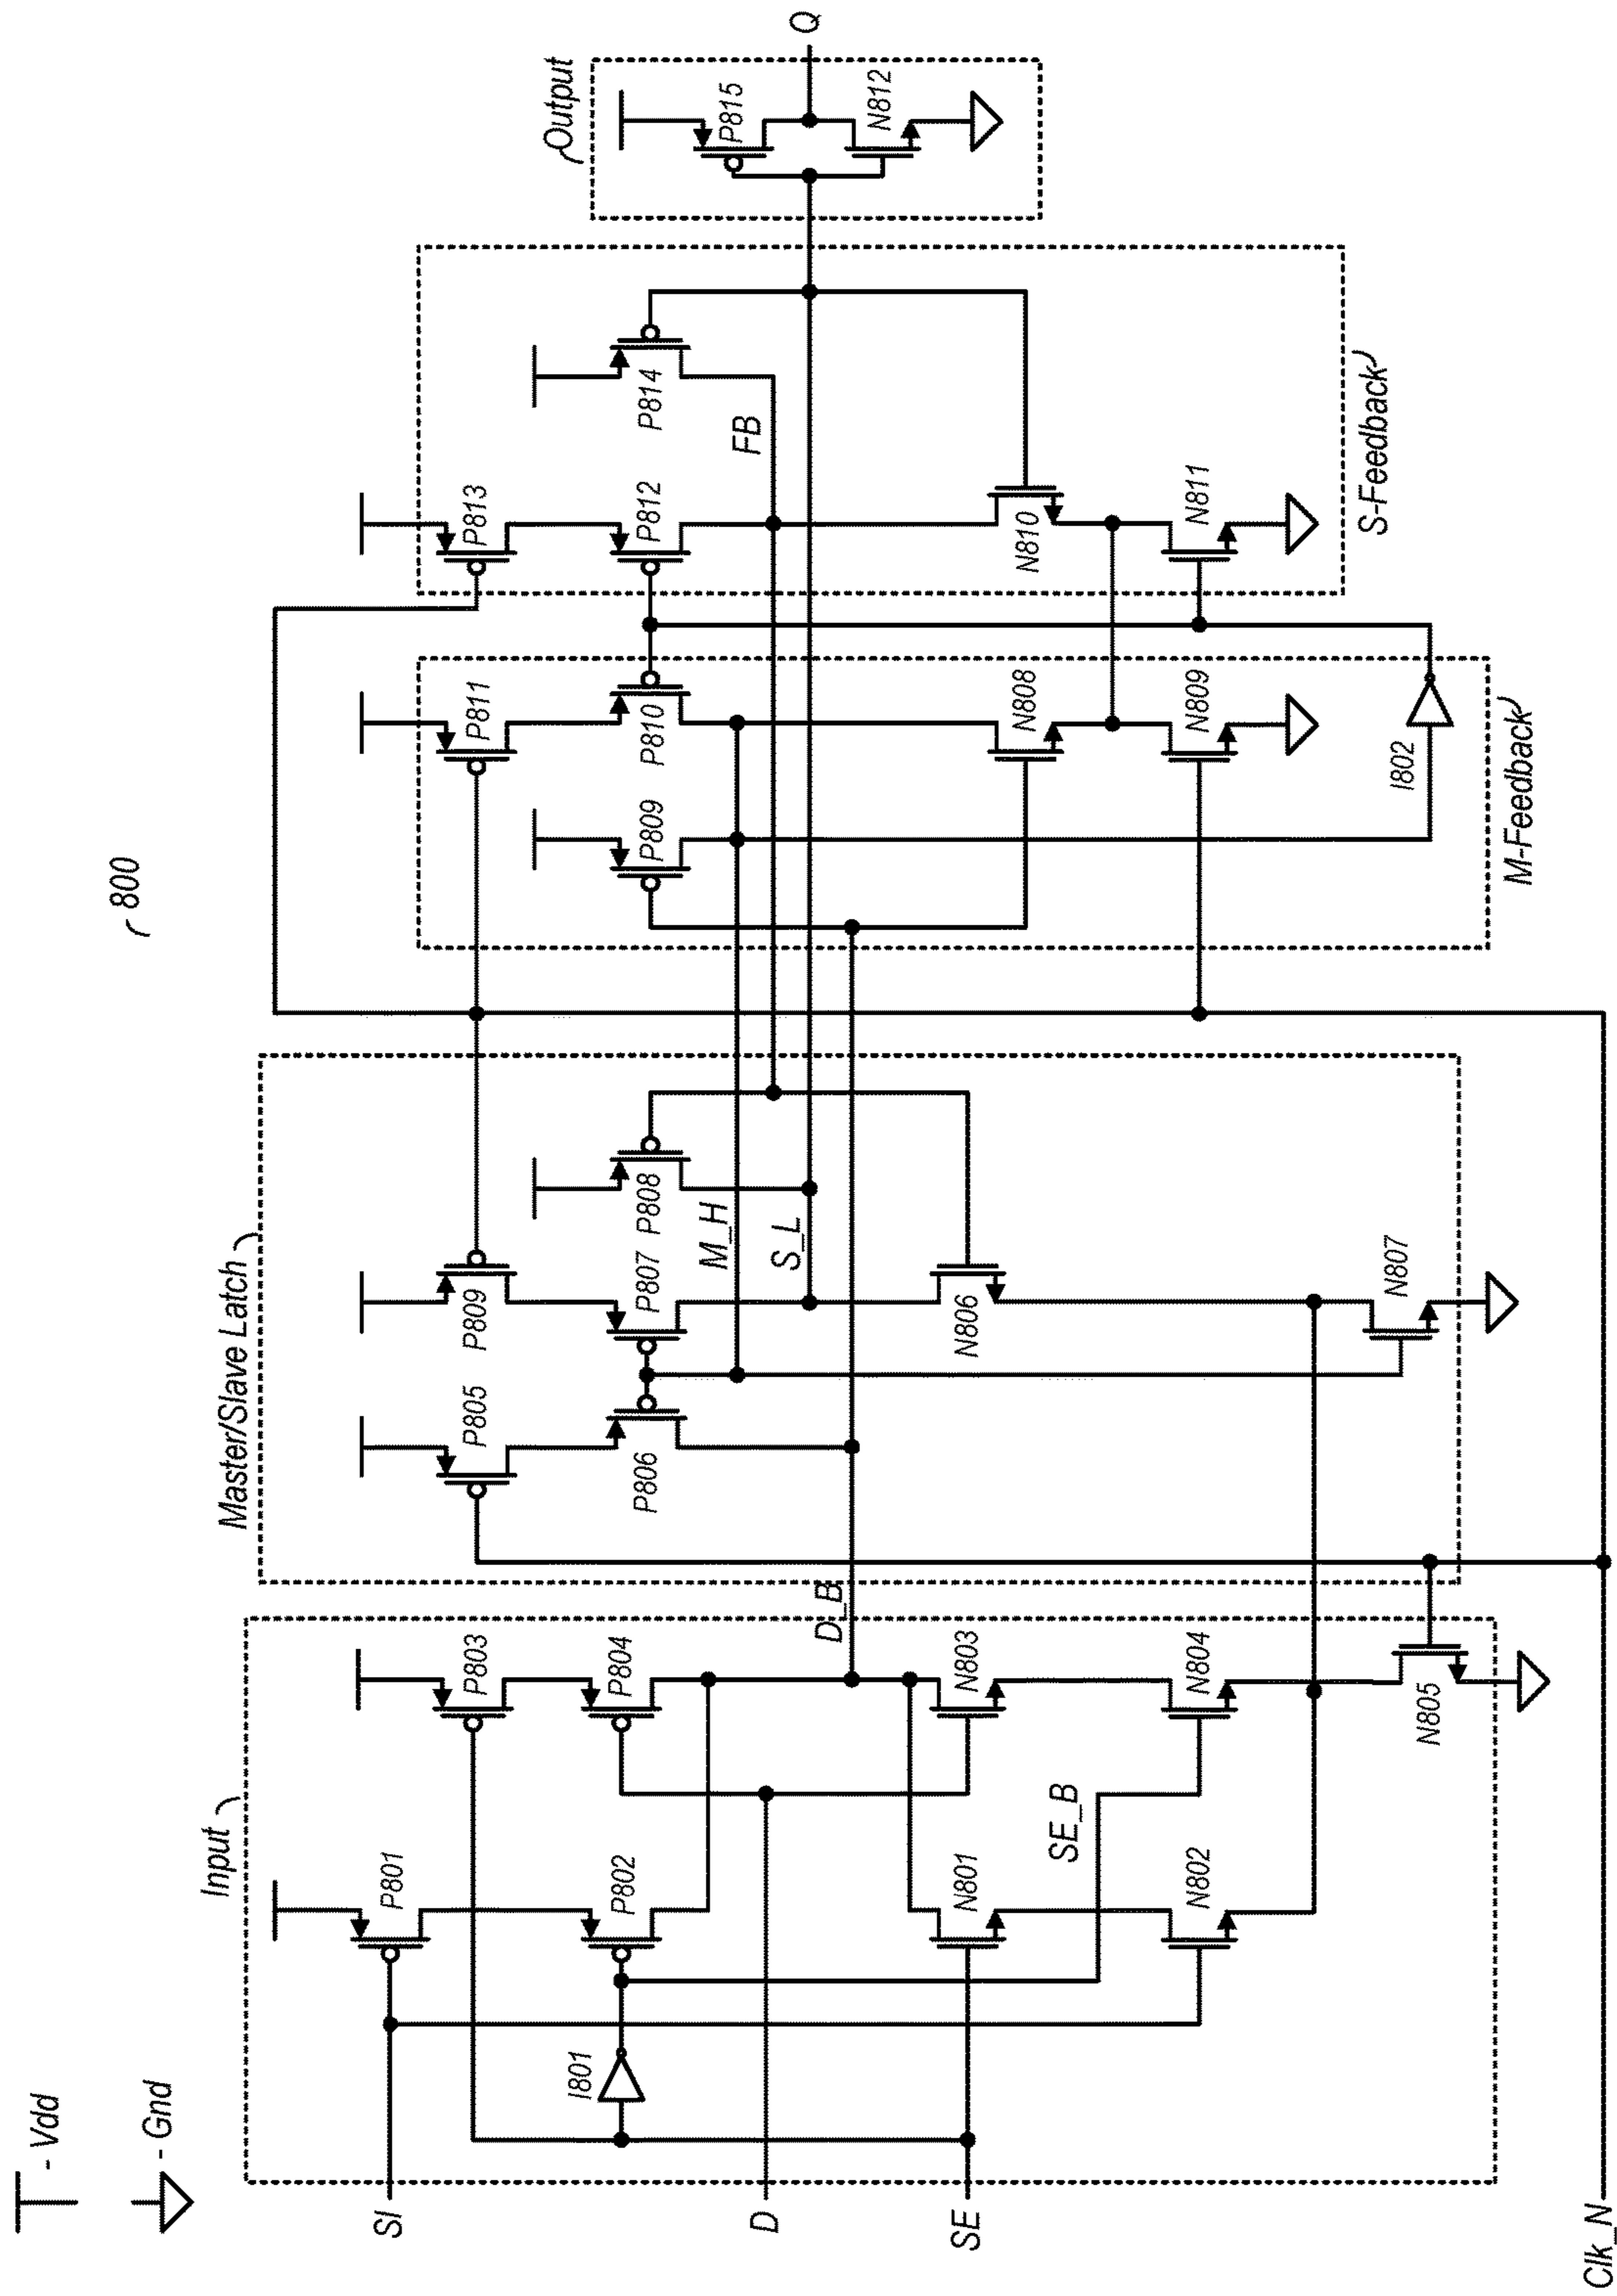 800
- Vdd
- Gnd
Input
Master/Slave Latch
M-Feedback
S-Feedback
Output
SI
D
SE
Clk_N
Q
P801
P802
P803
P804
I801
N801
N802
N803
N804
N805
SE_B
D_B
P805
P806
P809
P807
P808
M_H
S_L
N806
N807
P811
P809
P810
N808
N809
I802
P813
P812
P814
FB
N810
N811
P815
N812